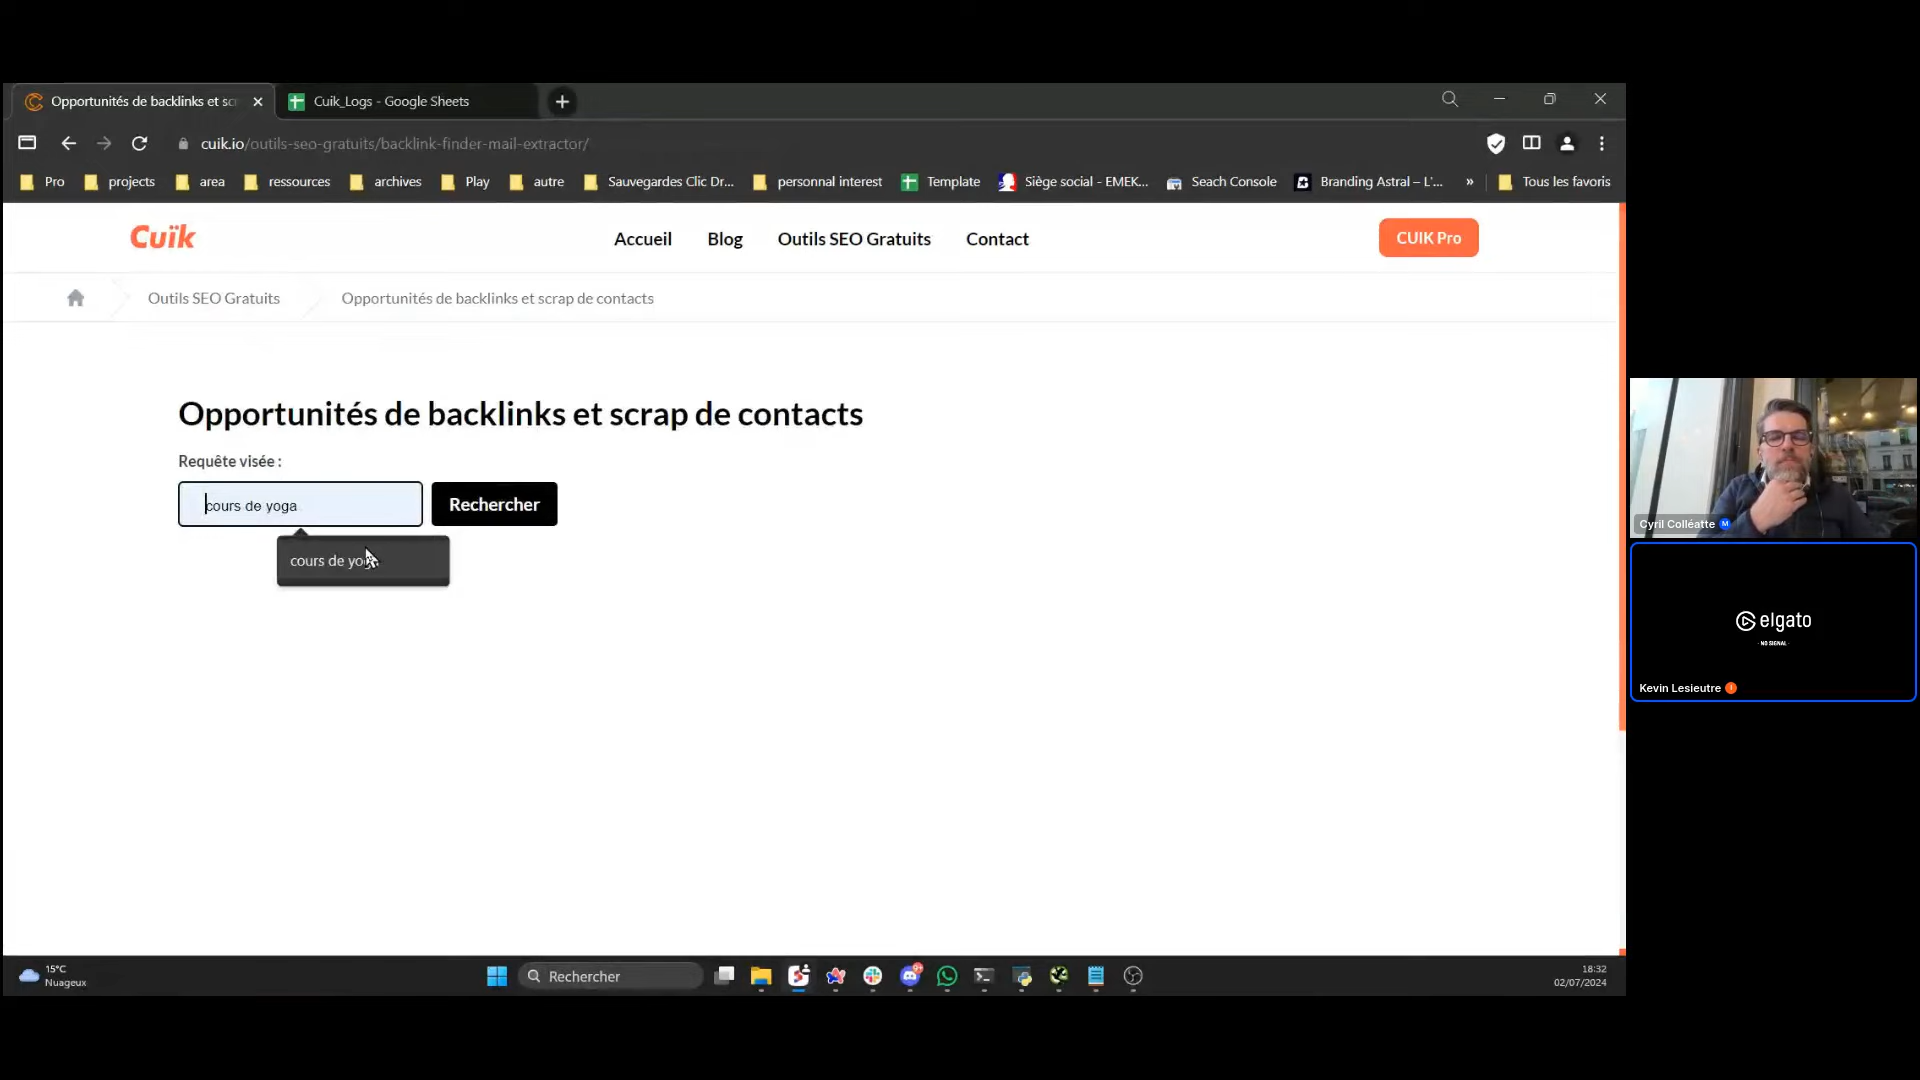 Opportunités de backlinks et sc
Cuik_Logs - Google Sheets
cuik.io/outils-seo-gratuits/backlink-finder-mail-extractor/
Pro
projects
area
ressources
archives
Play
autre
Sauvegardes Clic Dr...
personnal interest
Template
Siège social - EMEK...
Seach Console
Branding Astral – L'...
»
Tous les favoris
Cuïk
Accueil
Blog
Outils SEO Gratuits
Contact
CUIK Pro
Outils SEO Gratuits
Opportunités de backlinks et scrap de contacts
Opportunités de backlinks et scrap de contacts
Requête visée :
cours de yoga
Rechercher
cours de yoga
Cyril Colléatte
M
elgato
- NO SIGNAL -
Kevin Lesieutre
15°C
Nuageux
Rechercher
18:32
02/07/2024